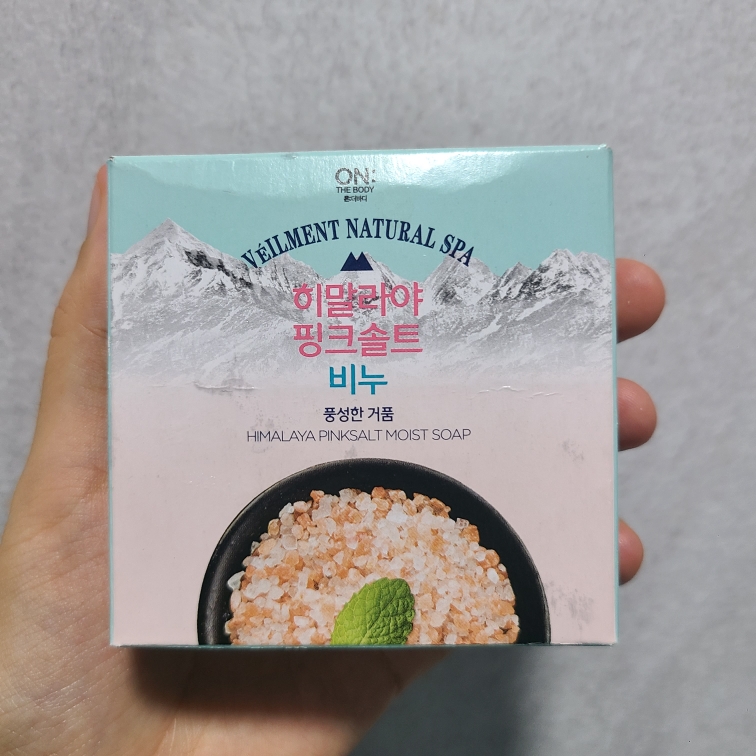 ON:
THE BODY
온:더바디
VÉILMENT NATURAL SPA
히말라야
핑크솔트
비누
풍성한 거품
HIMALAYA PINKSALT MOIST SOAP